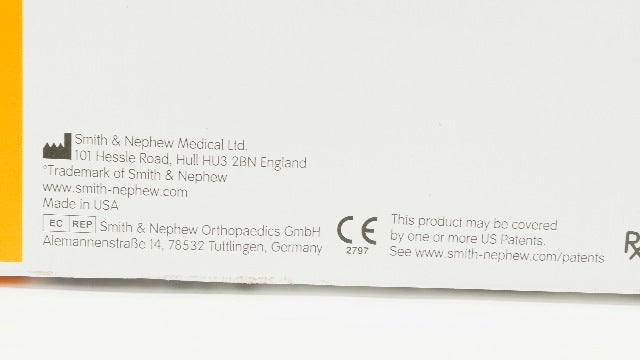 Smith & Nephew Medical Ltd.
101 Hessle Road, Hull HU3 2BN England
°Trademark of Smith & Nephew
www.smith-nephew.com
Made in USA
EC REP Smith & Nephew Orthopaedics GmbH
Alemannenstraße 14, 78532 Tuttlingen, Germany
CE
2797
This product may be covered
by one or more US Patents.
See www.smith-nephew.com/patents
Rx